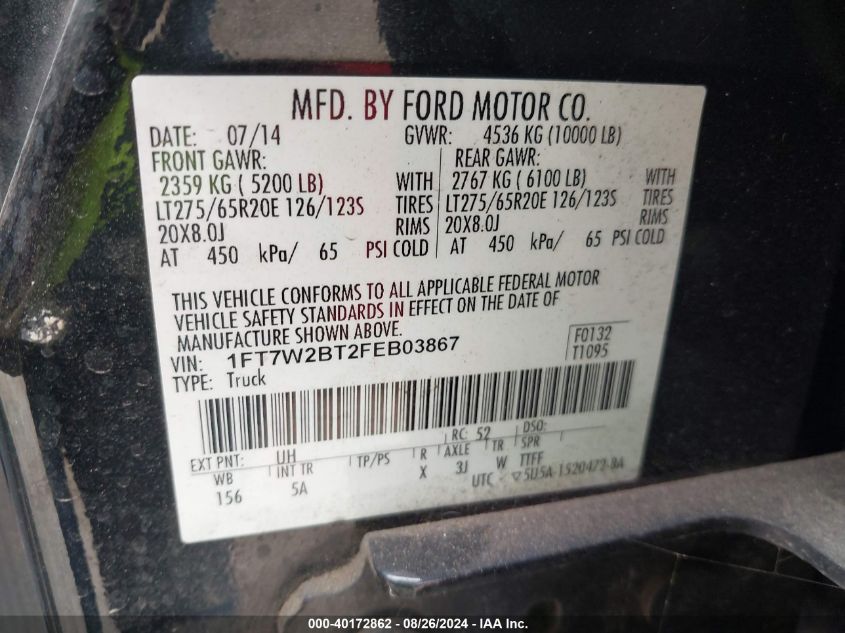 MFD. BY FORD MOTOR CO.
DATE: 07/14 GVWR: 4536 KG (10000 LB)
FRONT GAWR: REAR GAWR:
2359 KG ( 5200 LB) WITH 2767 KG ( 6100 LB) WITH
LT275/65R20E 126/123S TIRES LT275/65R20E 126/123S TIRES
20X8.0J RIMS 20X8.0J RIMS
AT 450 kPa/ 65 PSI COLD AT 450 kPa/ 65 PSI COLD
THIS VEHICLE CONFORMS TO ALL APPLICABLE FEDERAL MOTOR
VEHICLE SAFETY STANDARDS IN EFFECT ON THE DATE OF
MANUFACTURE SHOWN ABOVE.
VIN: 1FT7W2BT2FEB03867 F0132
TYPE: Truck T1095
EXT PNT: UH RC: 52 DSO:
WB INT TR TP/PS R AXLE TR SPR
156 5A X 3J W TTFF
UTC 5U5A-1520472-BA
000-40172862 - 08/26/2024 - IAA Inc.